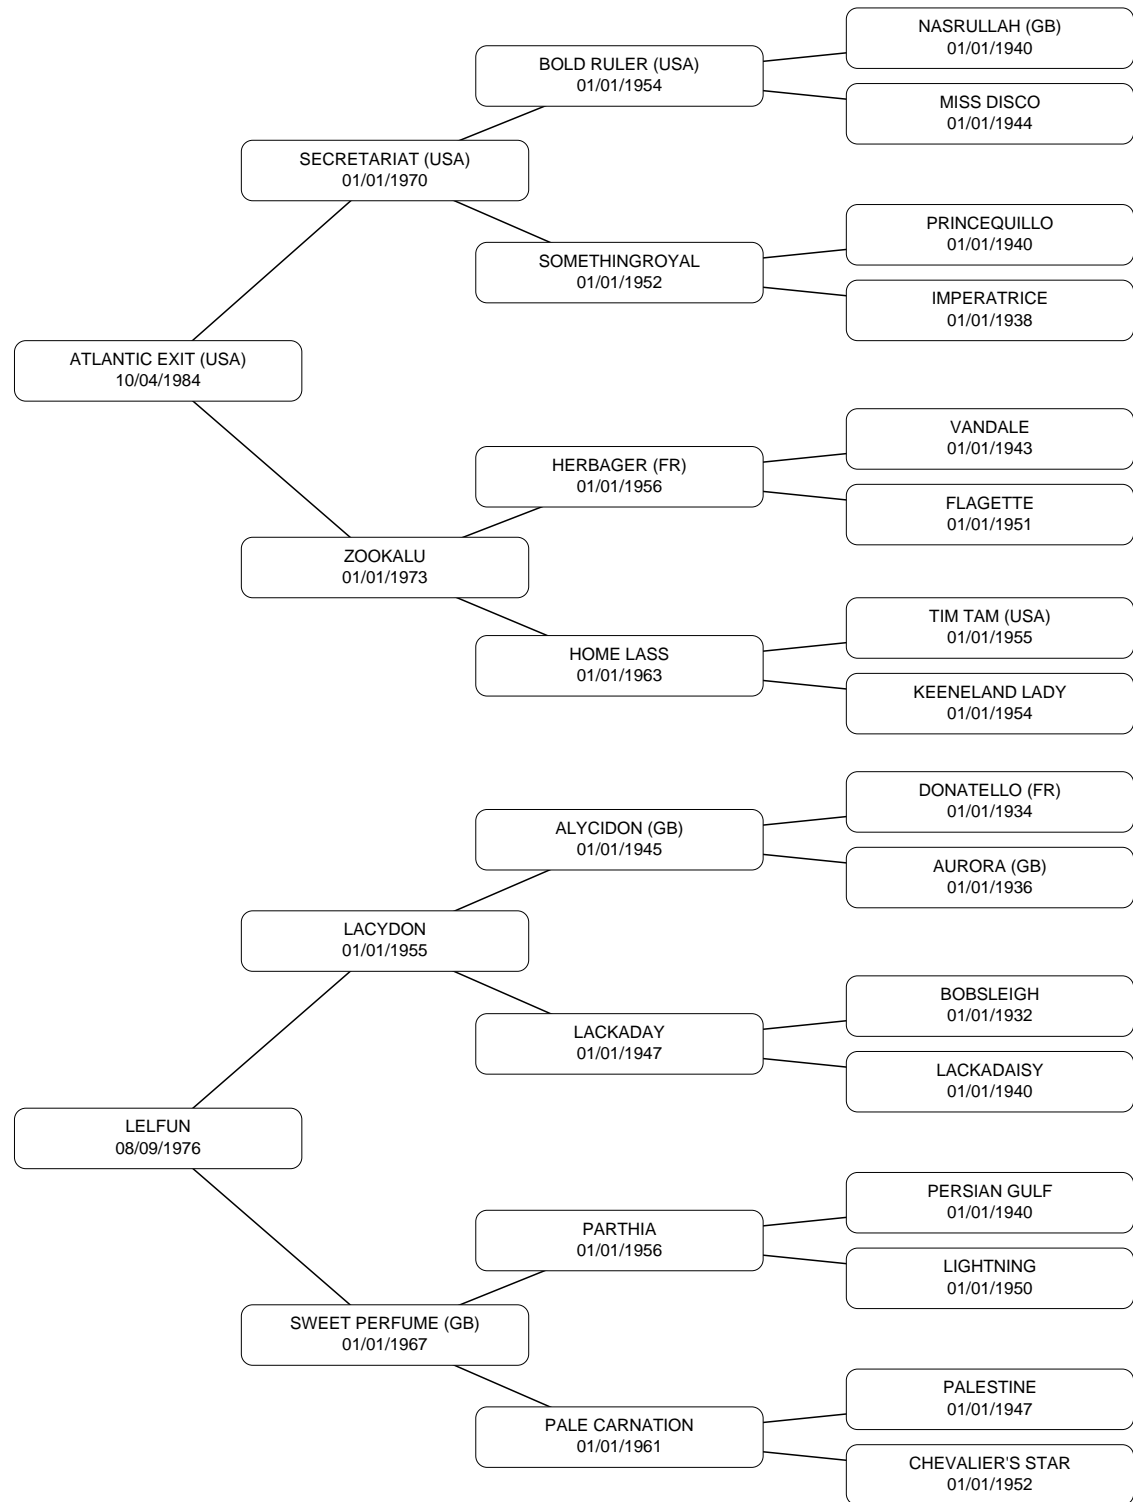 NASRULLAH (GB)
01/01/1940
BOLD RULER (USA)
01/01/1954
MISS DISCO
01/01/1944
SECRETARIAT (USA)
01/01/1970
PRINCEQUILLO
01/01/1940
SOMETHINGROYAL
01/01/1952
IMPERATRICE
01/01/1938
ATLANTIC EXIT (USA)
10/04/1984
VANDALE
01/01/1943
HERBAGER (FR)
01/01/1956
FLAGETTE
01/01/1951
ZOOKALU
01/01/1973
TIM TAM (USA)
01/01/1955
HOME LASS
01/01/1963
KEENELAND LADY
01/01/1954
DONATELLO (FR)
01/01/1934
ALYCIDON (GB)
01/01/1945
AURORA (GB)
01/01/1936
LACYDON
01/01/1955
BOBSLEIGH
01/01/1932
LACKADAY
01/01/1947
LACKADAISY
01/01/1940
LELFUN
08/09/1976
PERSIAN GULF
01/01/1940
PARTHIA
01/01/1956
LIGHTNING
01/01/1950
SWEET PERFUME (GB)
01/01/1967
PALESTINE
01/01/1947
PALE CARNATION
01/01/1961
CHEVALIER'S STAR
01/01/1952